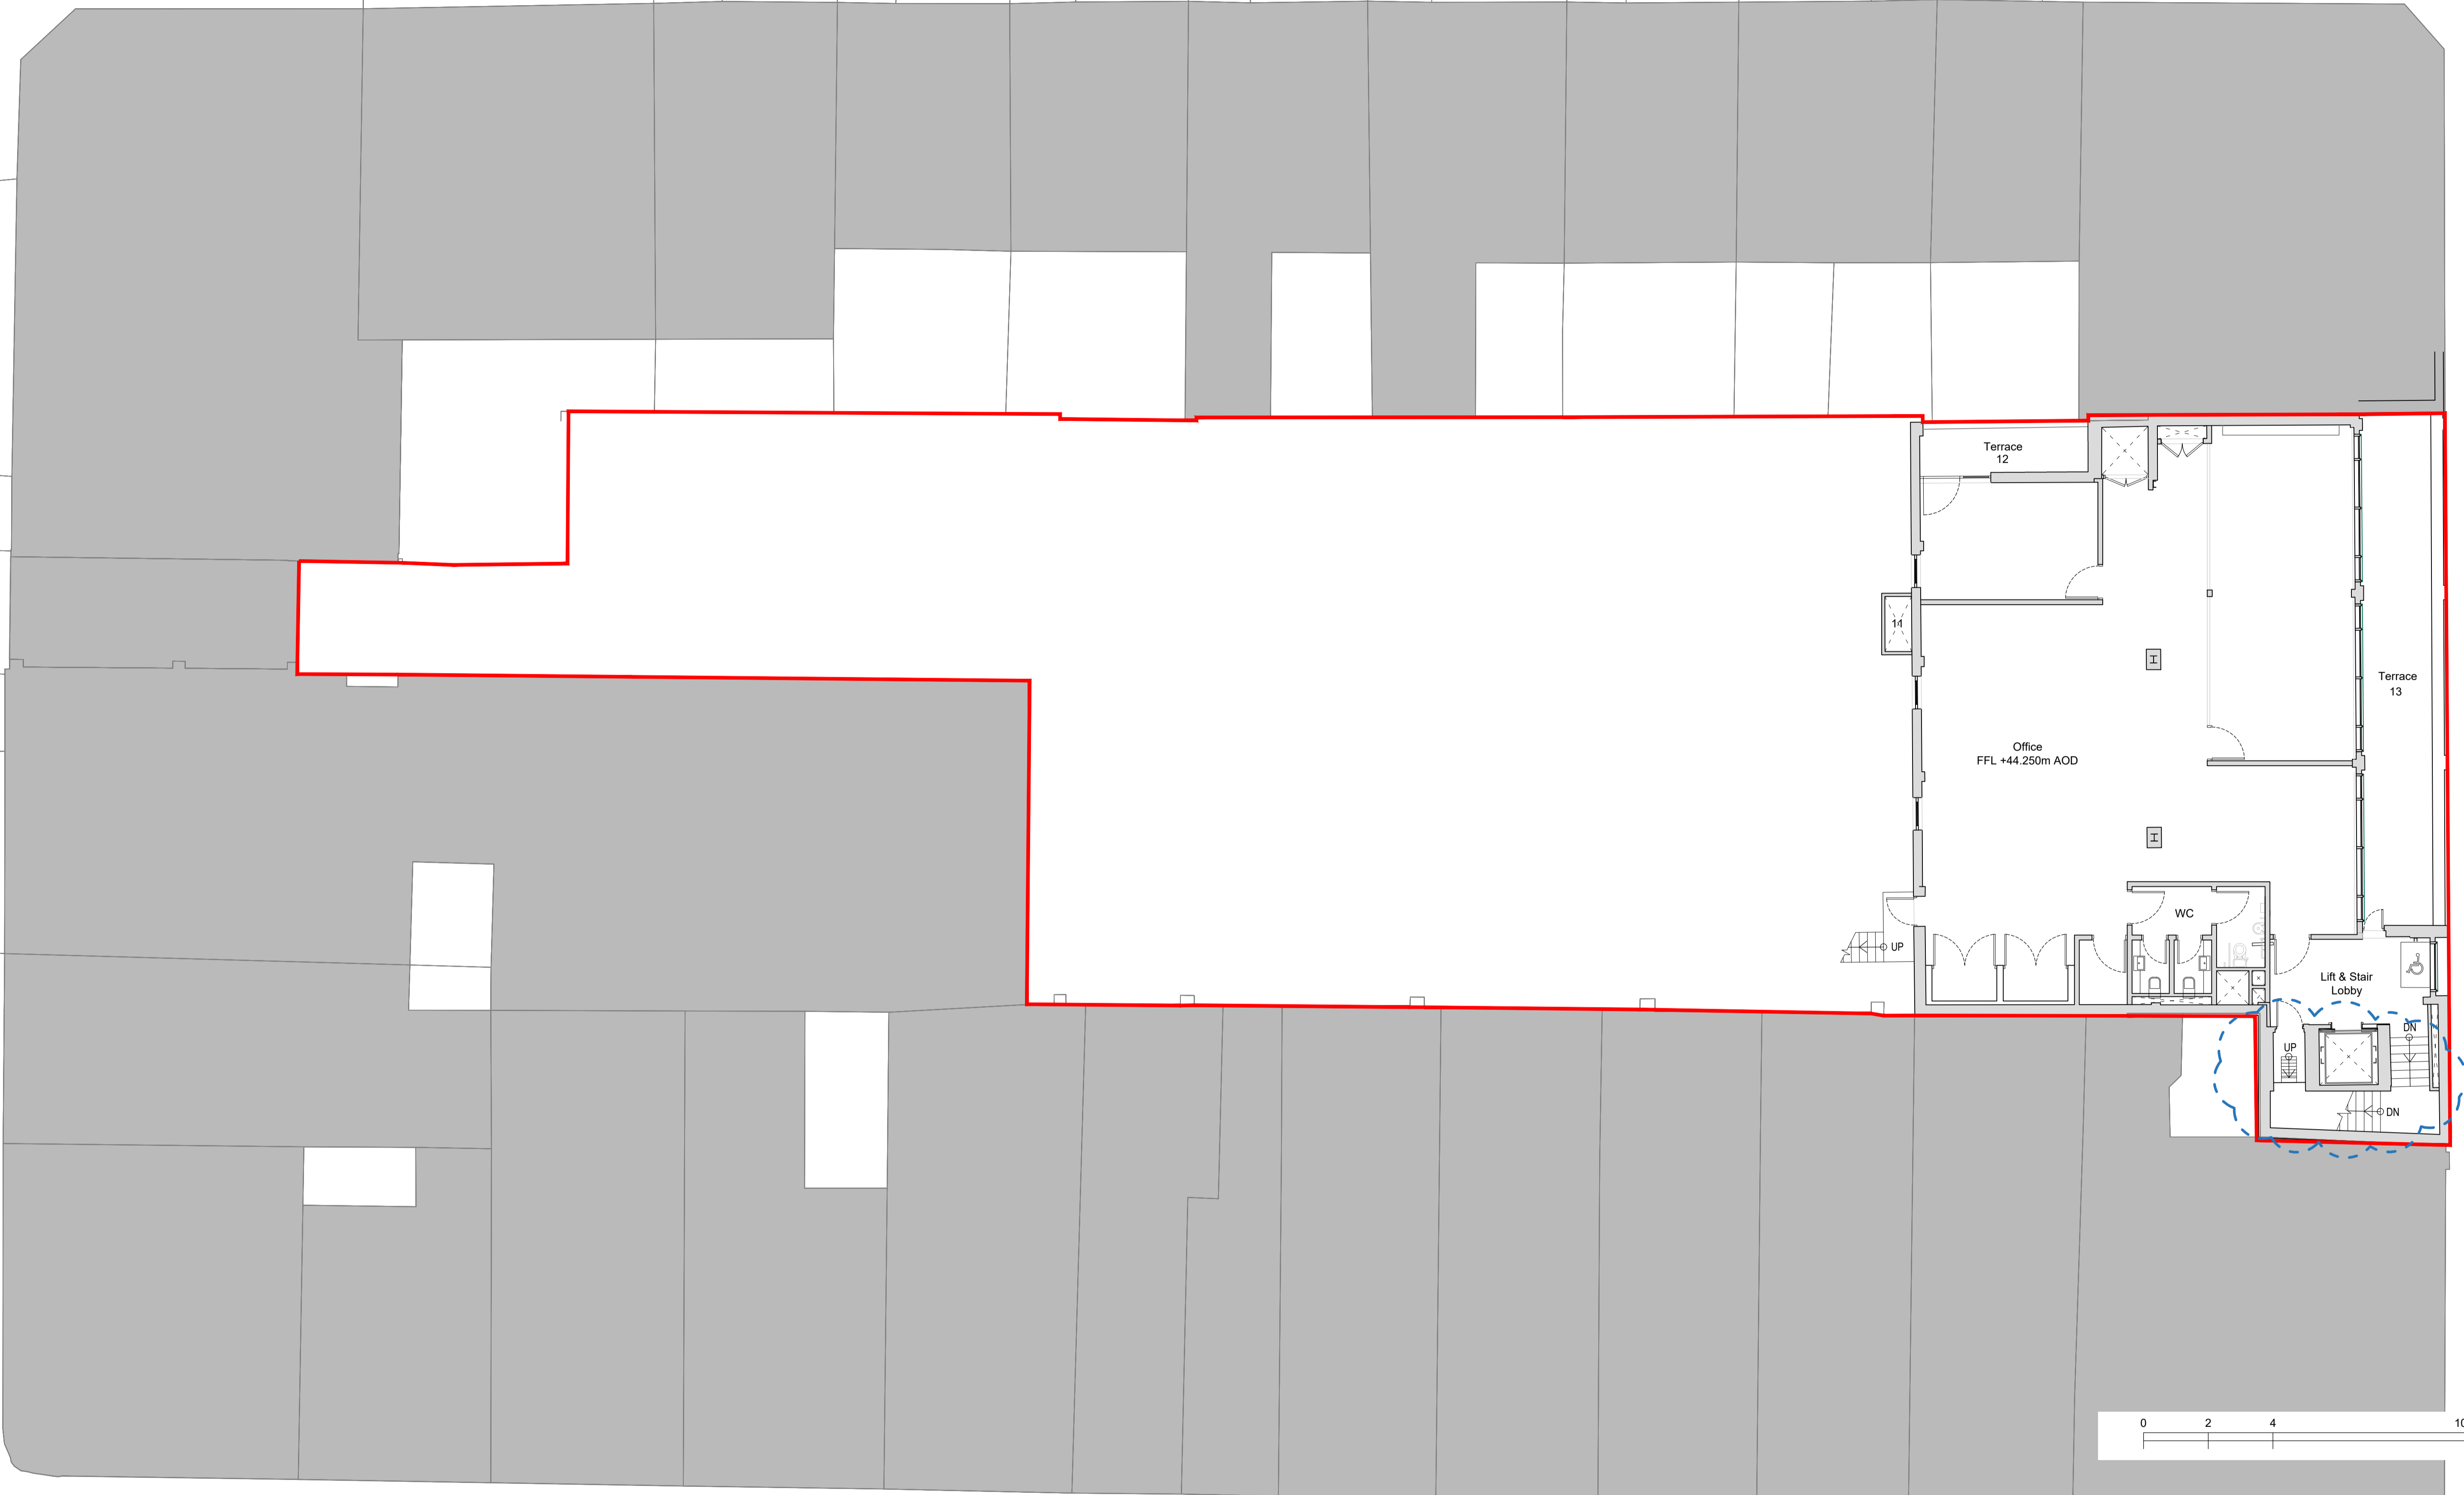 Terrace
12
11
Terrace
13
Office
FFL +44.250m AOD
WC
UP
Lift & Stair
Lobby
DN
UP
DN
0 2 4